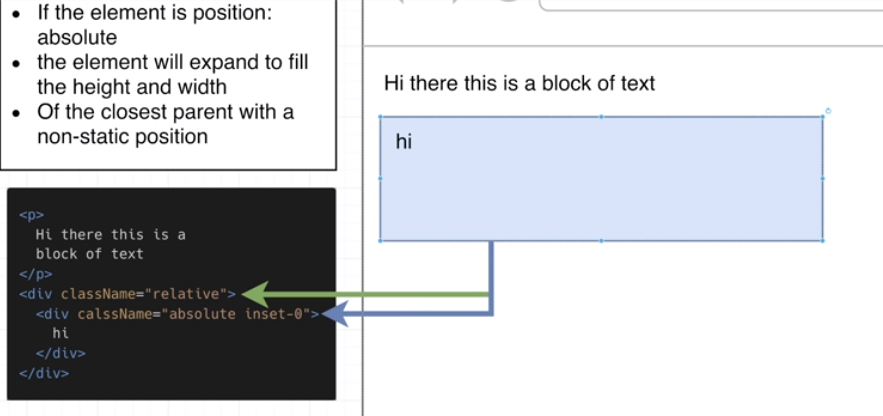 • If the element is position:
absolute
• the element will expand to fill
the height and width
• Of the closest parent with a
non-static position
<p>
Hi there this is a
block of text
</p>
<div className="relative">
<div calssName="absolute inset-0">
hi
</div>
</div>
Hi there this is a block of text
hi